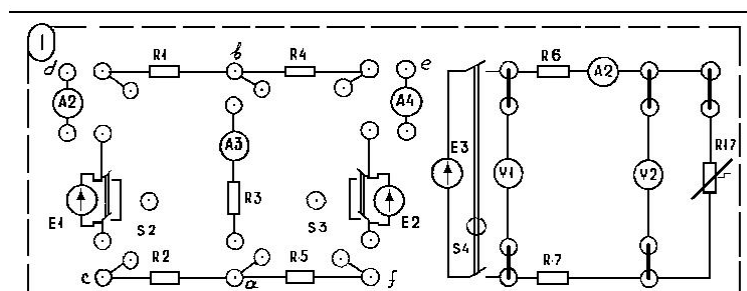 1
d R1 b R4 e R6 A2
A2 A4
A3 E3 R17
V1 V2
E1 S2 R3 S3 E2
S4
c R2 a R5 f R7